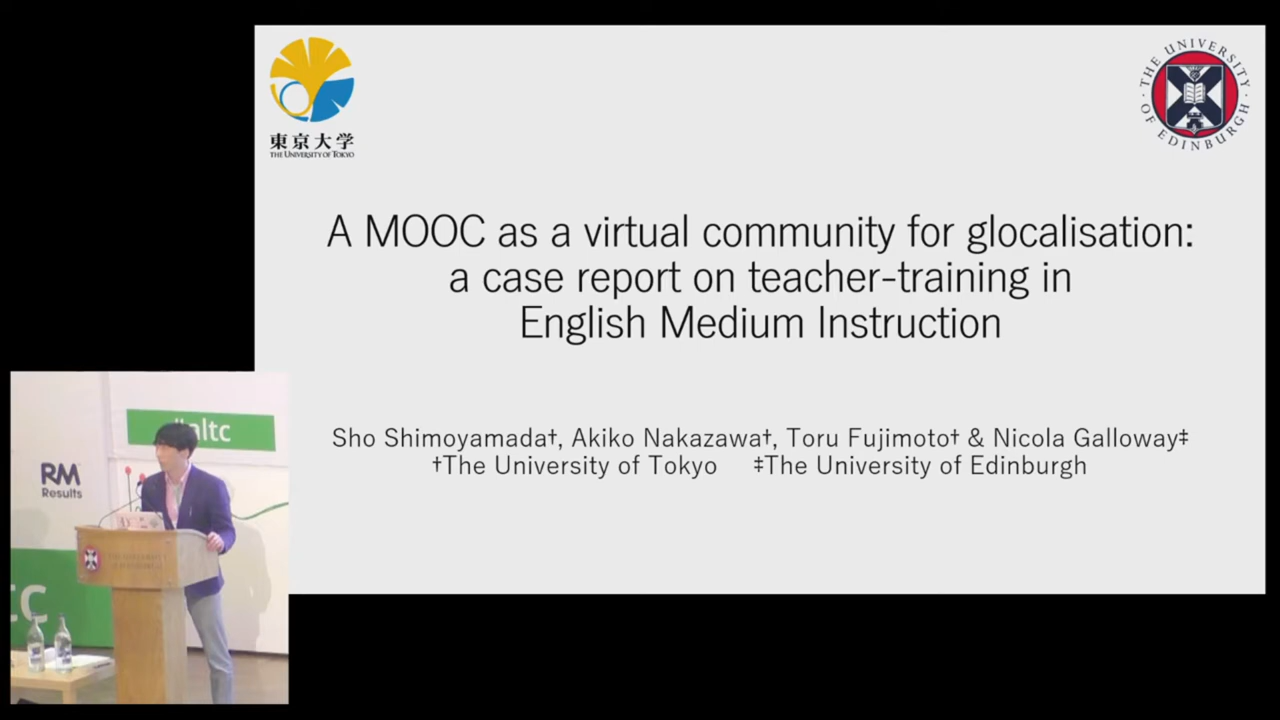 東京大学
THE UNIVERSITY OF TOKYO
THE UNIVERSITY OF EDINBURGH
A MOOC as a virtual community for glocalisation:
a case report on teacher-training in
English Medium Instruction
Sho Shimoyamada†, Akiko Nakazawa†, Toru Fujimoto† & Nicola Galloway‡
†The University of Tokyo ‡The University of Edinburgh
RM
Results